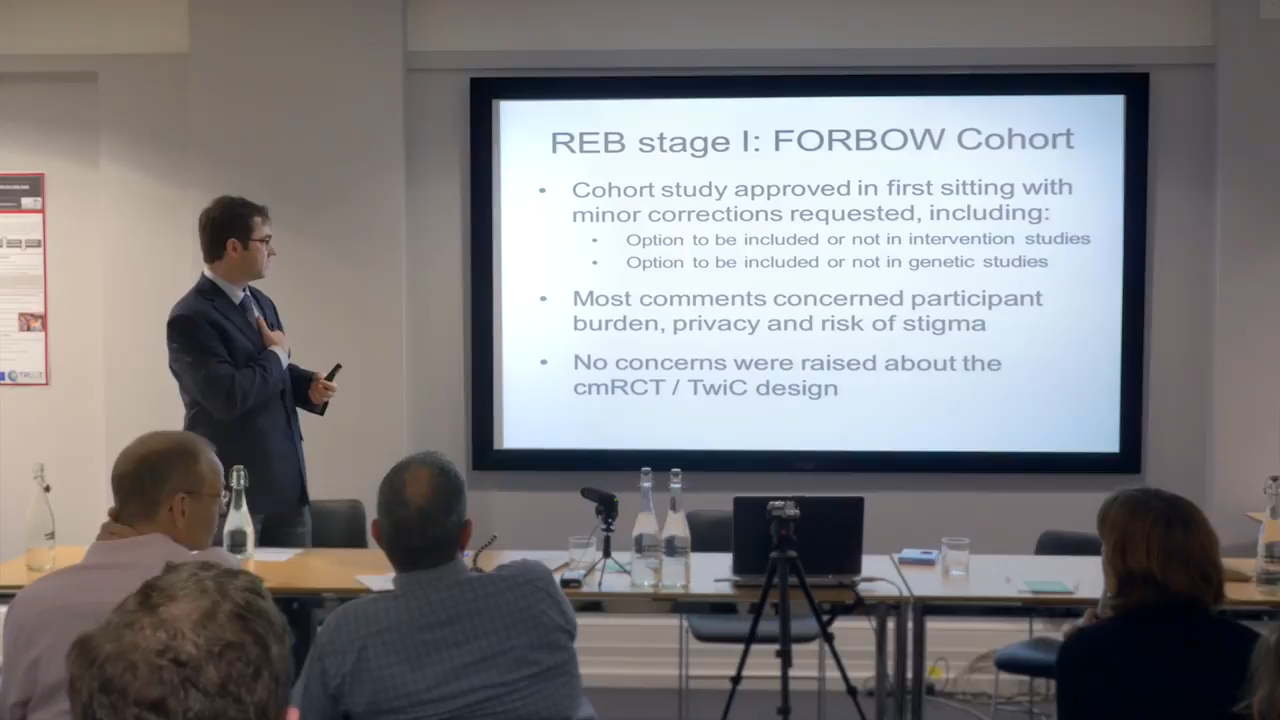 REB stage I: FORBOW Cohort
• Cohort study approved in first sitting with
minor corrections requested, including:
• Option to be included or not in intervention studies
• Option to be included or not in genetic studies
• Most comments concerned participant
burden, privacy and risk of stigma
• No concerns were raised about the
cmRCT / TwiC design